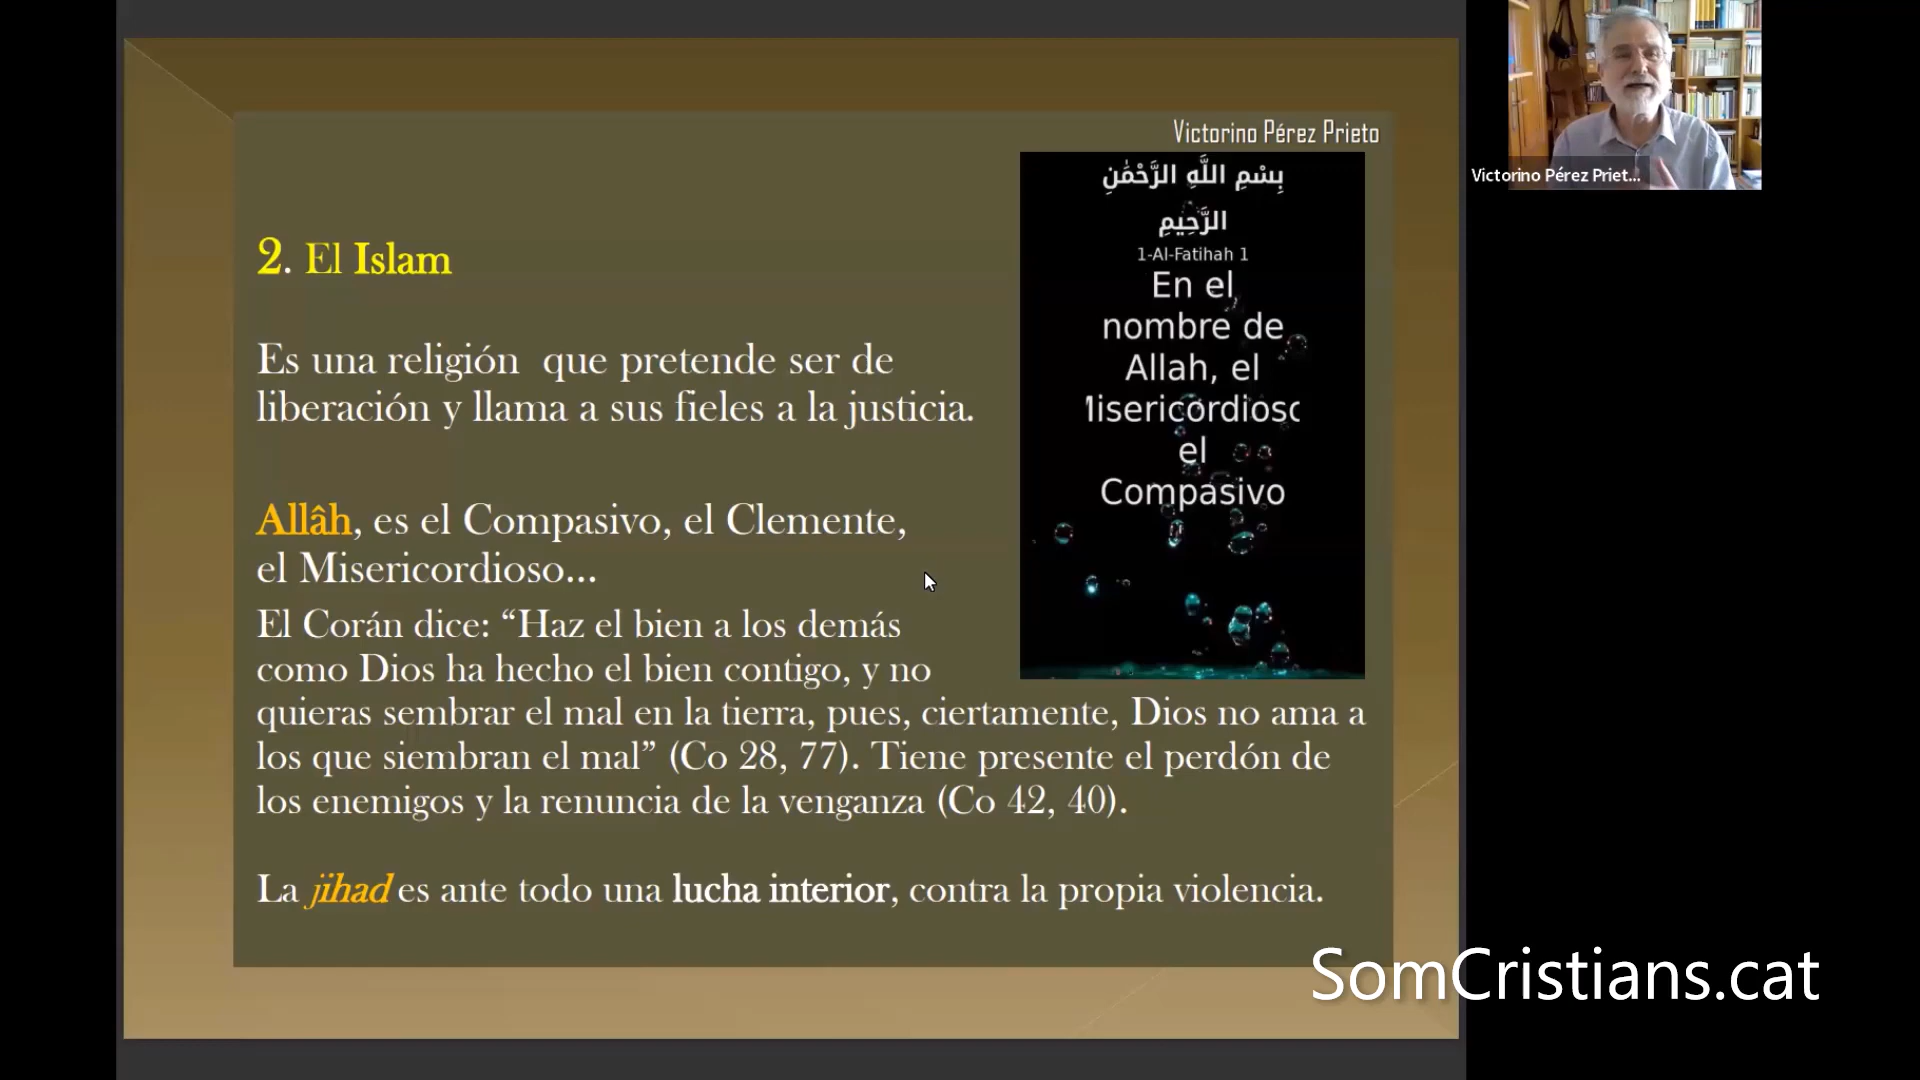 Victorino Pérez Prieto
بِسْمِ اللَّهِ الرَّحْمَٰنِ
الرَّحِيمِ
1-Al-Fatihah 1
En el
nombre de
Allah, el
Misericordioso
el
Compasivo
2. El Islam
Es una religión que pretende ser de
liberación y llama a sus fieles a la justicia.
Allâh, es el Compasivo, el Clemente,
el Misericordioso...
El Corán dice: “Haz el bien a los demás
como Dios ha hecho el bien contigo, y no
quieras sembrar el mal en la tierra, pues, ciertamente, Dios no ama a
los que siembran el mal” (Co 28, 77). Tiene presente el perdón de
los enemigos y la renuncia de la venganza (Co 42, 40).
La jihad es ante todo una lucha interior, contra la propia violencia.
Victorino Pérez Priet...
SomCristians.cat